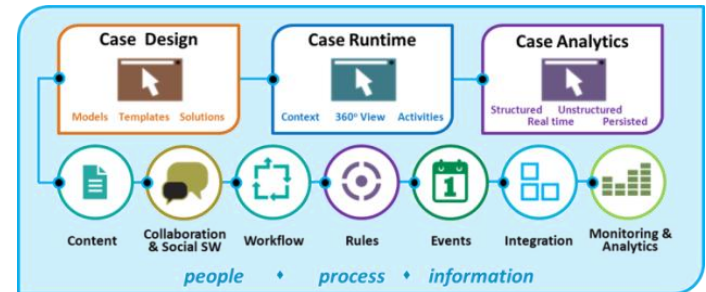 Case Design
Models Templates Solutions
Case Runtime
Context 360° View Activities
Case Analytics
Structured Unstructured
Real time Persisted
Content
Collaboration
& Social SW
Workflow
Rules
1
Events
Integration
Monitoring &
Analytics
people ♦ process ♦ information